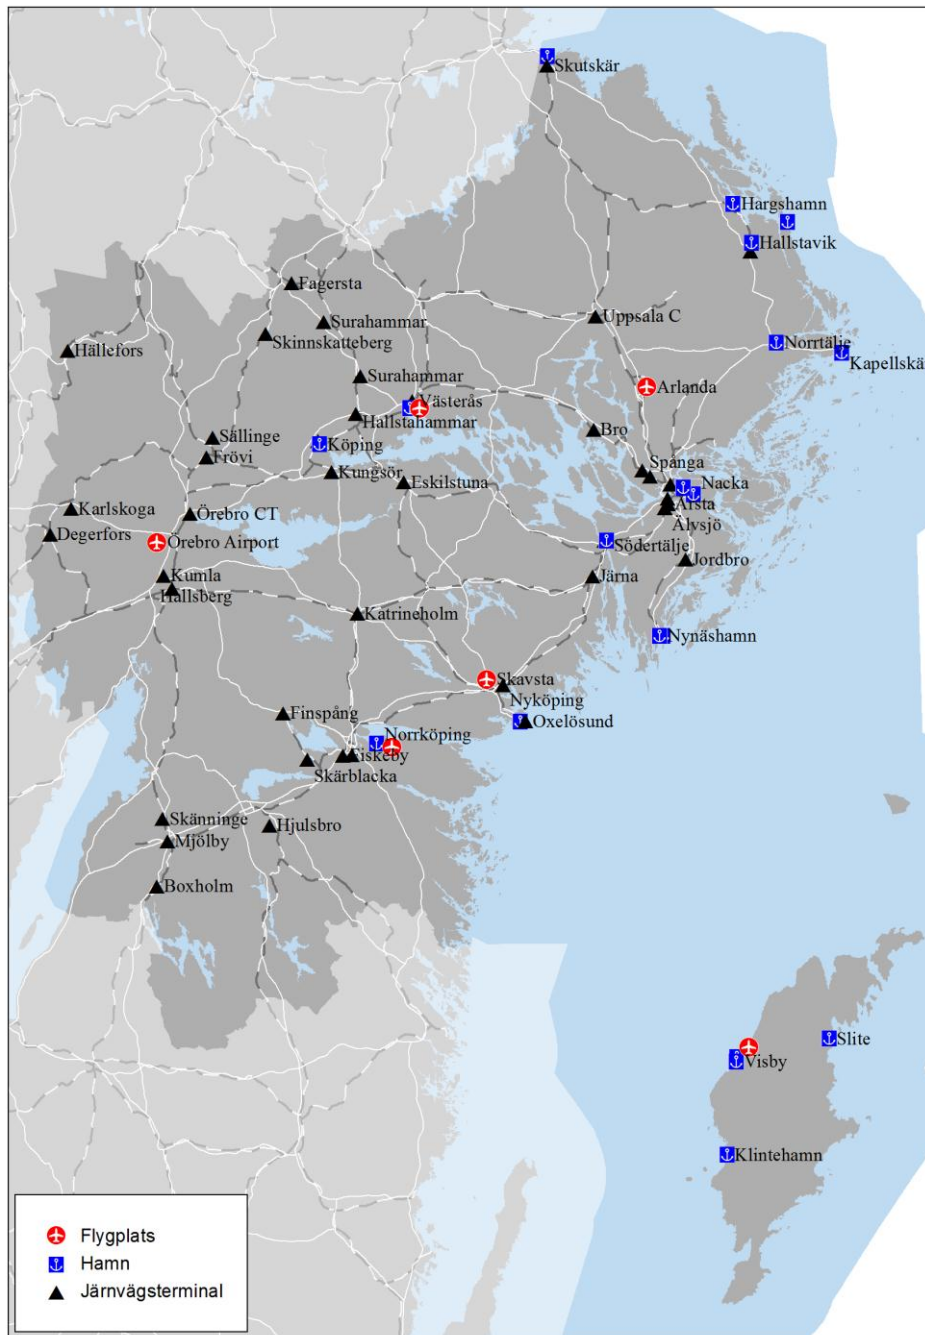 Skutskär
Hargshamn
Hallstavik
Fagersta
Surahammar
Uppsala C
Skinnskatteberg
Norrtälje
Hällefors
Kapellskär
Surahammar
Arlanda
Västerås
Hallstahammar
Bro
Sällinge
Köping
Frövi
Spånga
Kungsör
Eskilstuna
Nacka
Karlskoga
Årsta
Örebro CT
Älvsjö
Degerfors
Örebro Airport
Södertälje
Jordbro
Kumla
Järna
Hallsberg
Katrineholm
Nynäshamn
Skavsta
Nyköping
Finspång
Oxelösund
Norrköping
Fiskeby
Skärblacka
Skänninge
Hjulsbro
Mjölby
Boxholm
Slite
Visby
Klintehamn
Flygplats
Hamn
Järnvägsterminal